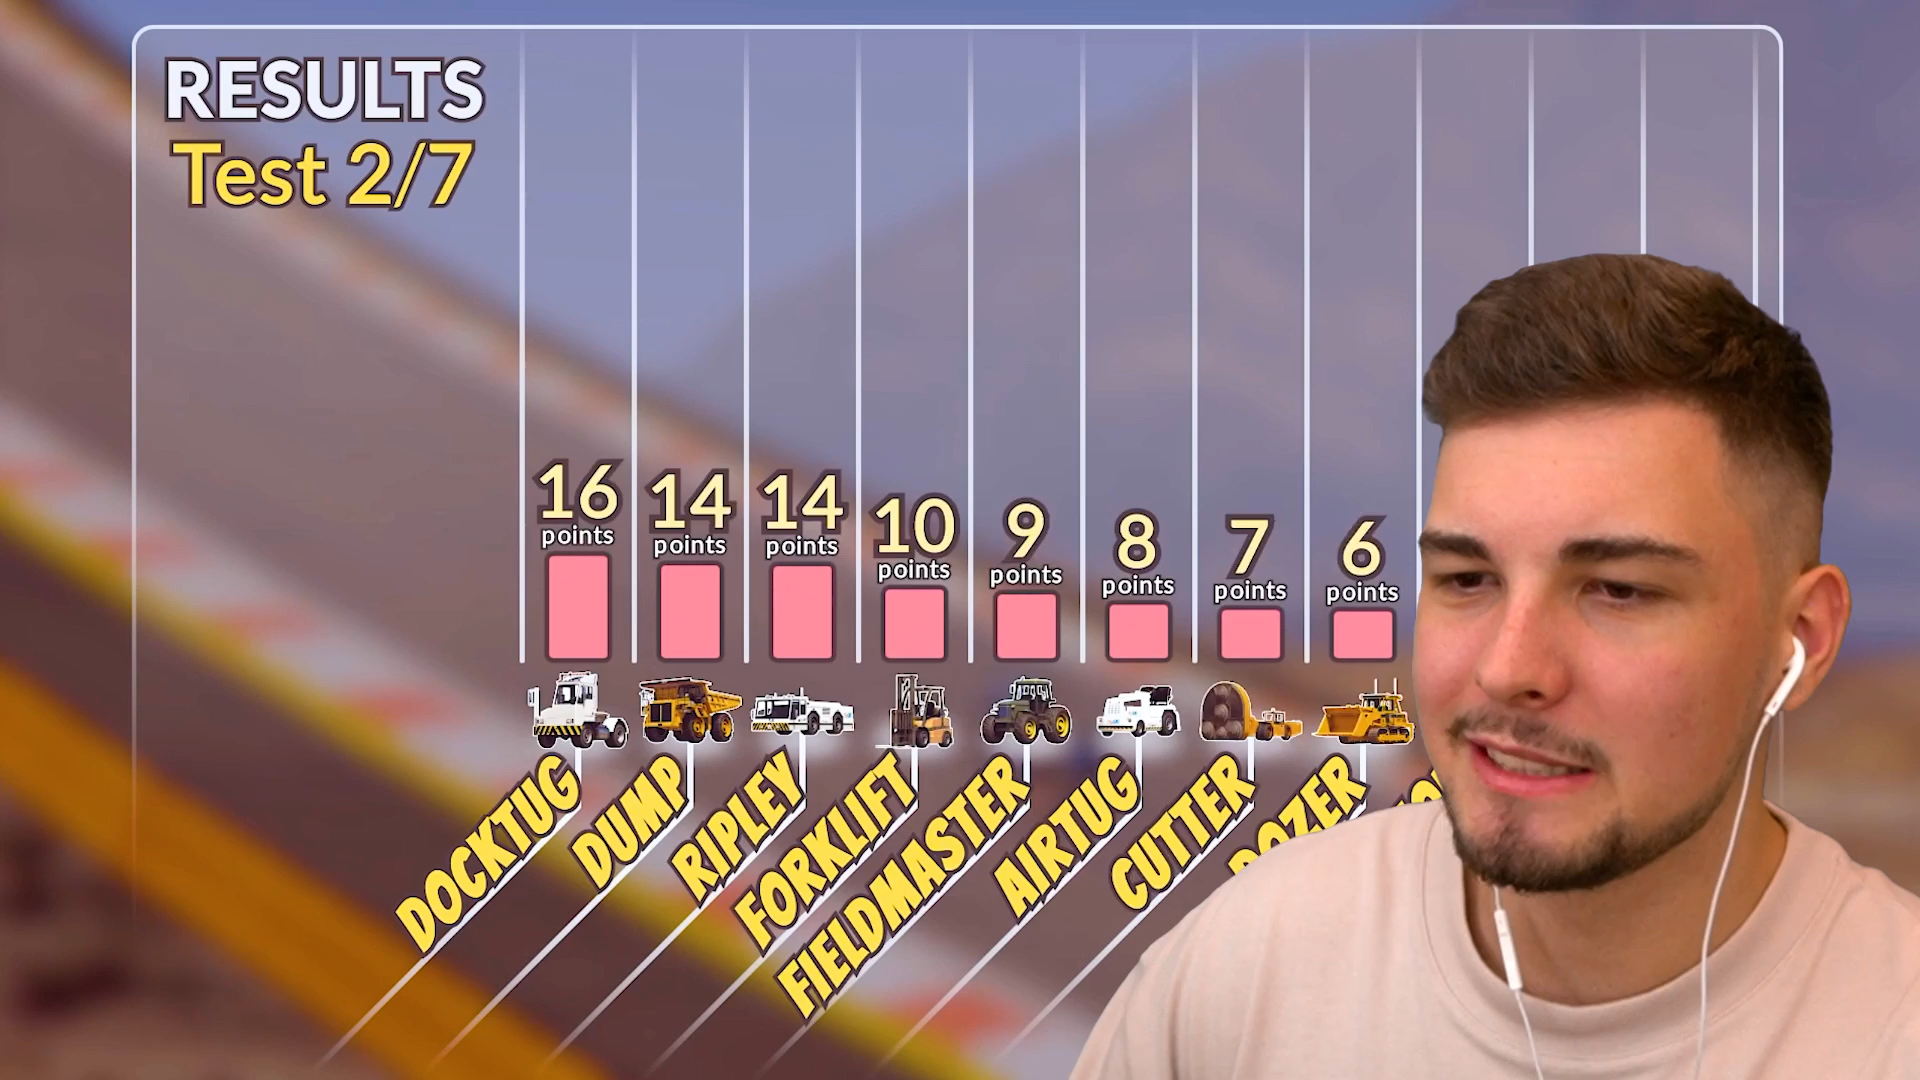 RESULTS
Test 2/7
16
points
14
points
14
points
10
points
9
points
8
points
7
points
6
points
DOCKTUG
DUMP
RIPLEY
FORKLIFT
FIELDMASTER
AIRTUG
CUTTER
DOZER